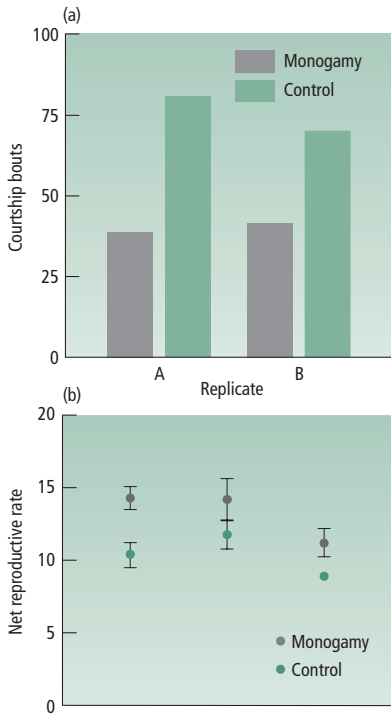 (a)
100
75
50
25
0
Courtship bouts
Monogamy
Control
A
B
Replicate
(b)
20
15
10
5
0
Net reproductive rate
Monogamy
Control